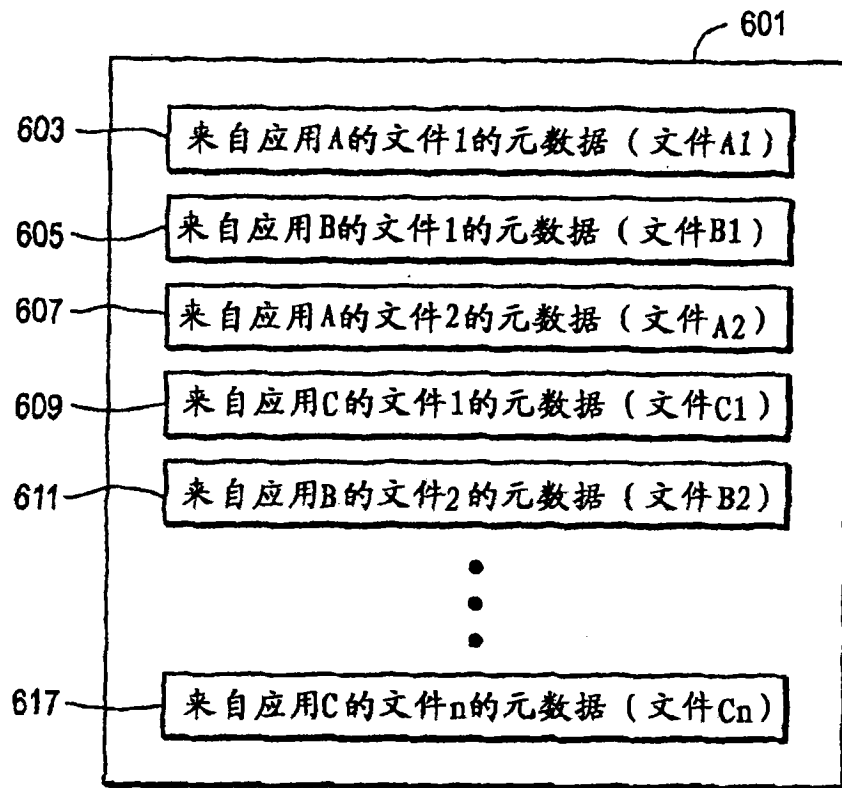 601
603
来自应用A的文件1的元数据（文件A1）
605
来自应用B的文件1的元数据（文件B1）
607
来自应用A的文件2的元数据（文件A2）
609
来自应用C的文件1的元数据（文件C1）
611
来自应用B的文件2的元数据（文件B2）
617
来自应用C的文件n的元数据（文件Cn）